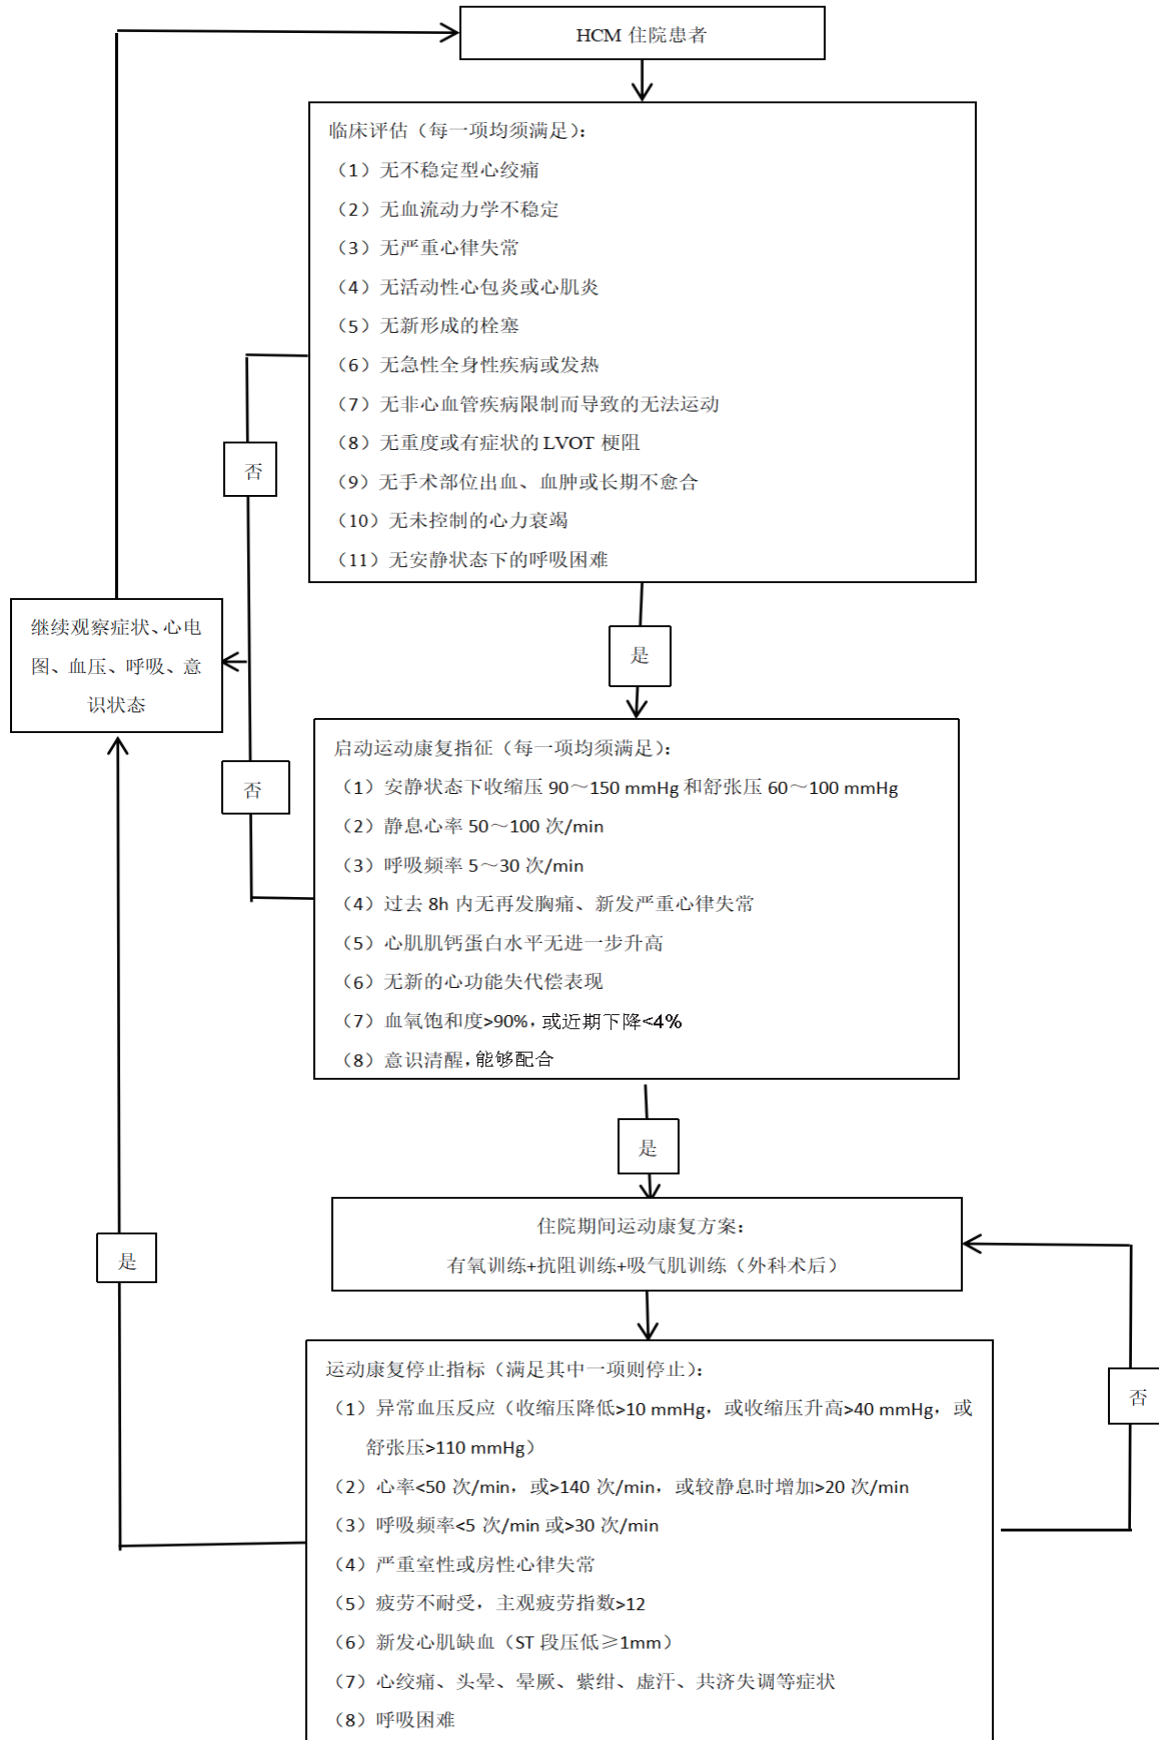 HCM 住院患者
临床评估（每一项均须满足）：
（1）无不稳定型心绞痛
（2）无血流动力学不稳定
（3）无严重心律失常
（4）无活动性心包炎或心肌炎
（5）无新形成的栓塞
（6）无急性全身性疾病或发热
（7）无非心血管疾病限制而导致的无法运动
（8）无重度或有症状的 LVOT 梗阻
（9）无手术部位出血、血肿或长期不愈合
（10）无未控制的心力衰竭
（11）无安静状态下的呼吸困难
否
继续观察症状、心电
图、血压、呼吸、意
识状态
是
启动运动康复指征（每一项均须满足）：
（1）安静状态下收缩压 90～150 mmHg 和舒张压 60～100 mmHg
（2）静息心率 50～100 次/min
（3）呼吸频率 5～30 次/min
（4）过去 8h 内无再发胸痛、新发严重心律失常
（5）心肌肌钙蛋白水平无进一步升高
（6）无新的心功能失代偿表现
（7）血氧饱和度>90%，或近期下降<4%
（8）意识清醒，能够配合
否
是
住院期间运动康复方案：
有氧训练+抗阻训练+吸气肌训练（外科术后）
是
运动康复停止指标（满足其中一项则停止）：
（1）异常血压反应（收缩压降低>10 mmHg，或收缩压升高>40 mmHg，或
舒张压>110 mmHg）
（2）心率<50 次/min，或>140 次/min，或较静息时增加>20 次/min
（3）呼吸频率<5 次/min 或>30 次/min
（4）严重室性或房性心律失常
（5）疲劳不耐受，主观疲劳指数>12
（6）新发心肌缺血（ST 段压低≥1mm）
（7）心绞痛、头晕、晕厥、紫绀、虚汗、共济失调等症状
（8）呼吸困难
否